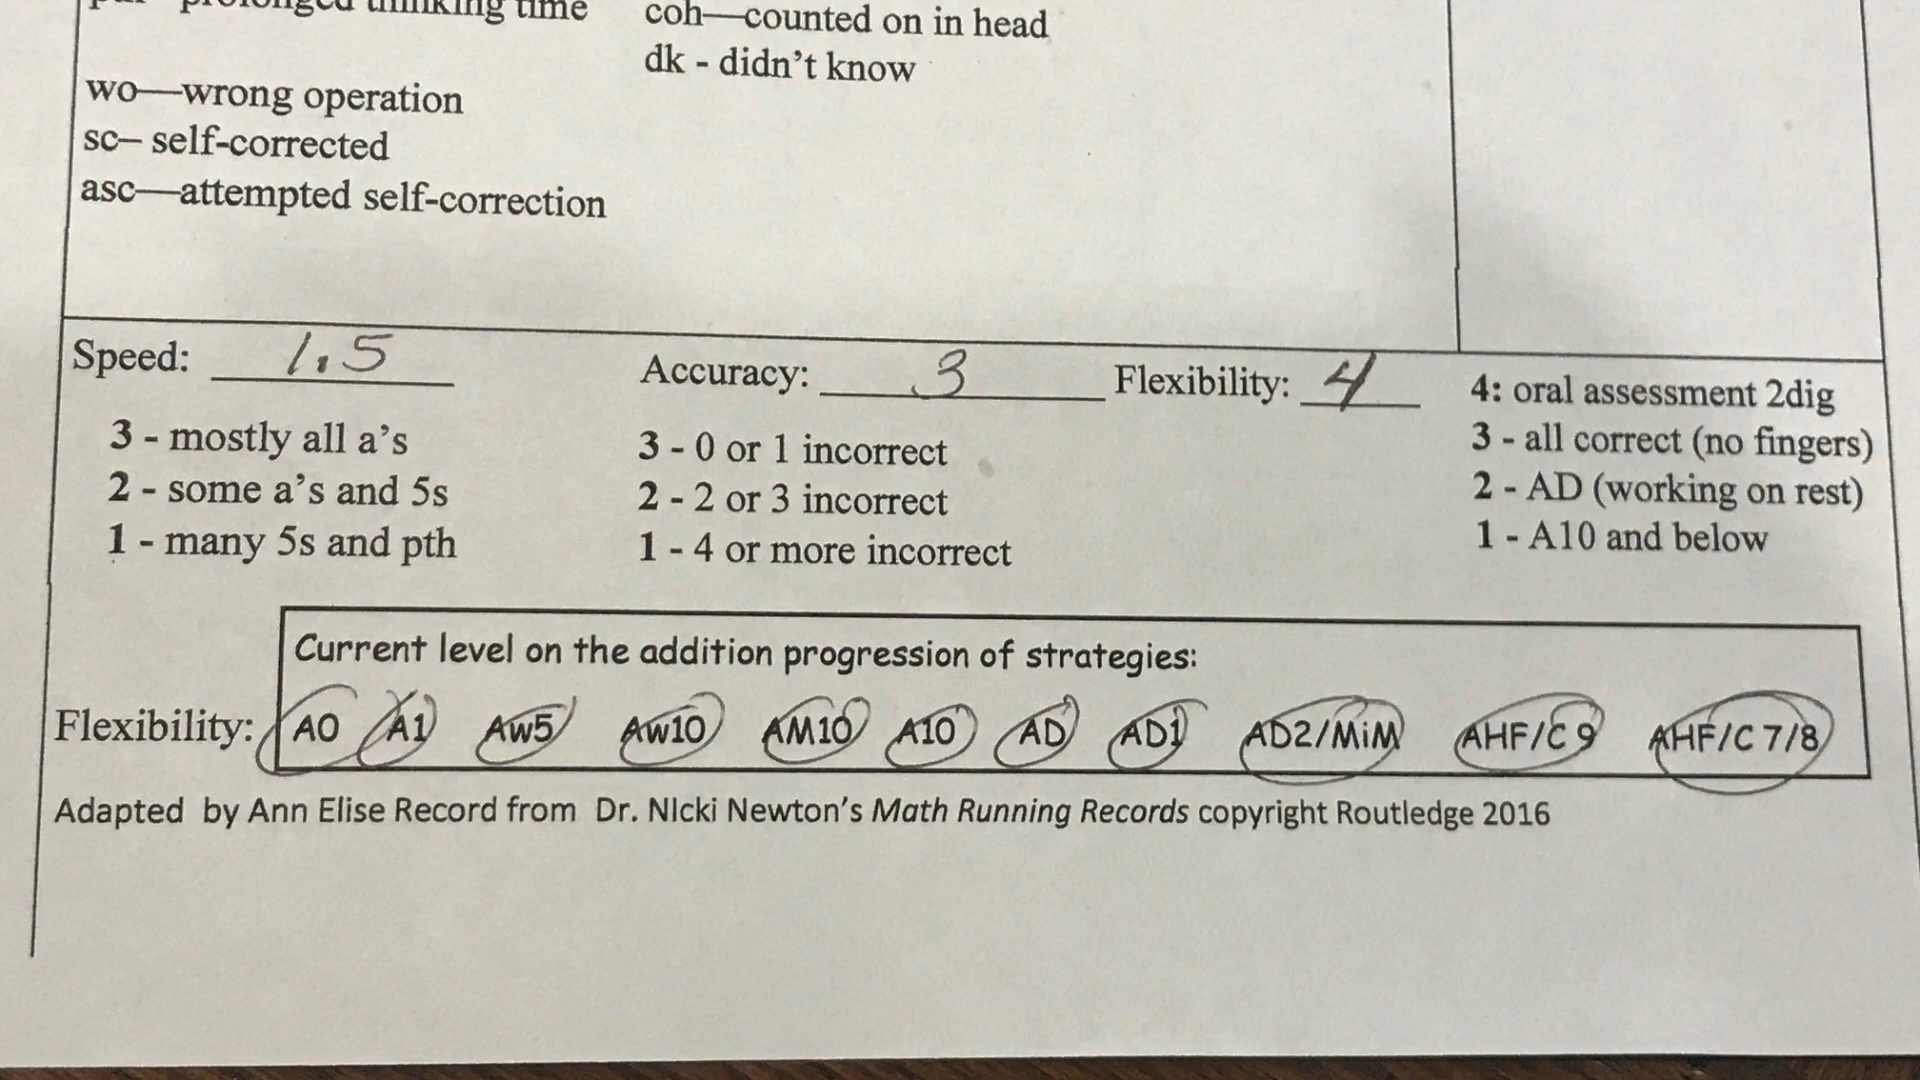 prolonged thinking time
coh—counted on in head
dk - didn't know
wo—wrong operation
sc– self-corrected
asc—attempted self-correction
Speed: 1.5 Accuracy: 3 Flexibility: 4
3 - mostly all a's
2 - some a's and 5s
1 - many 5s and pth
3 - 0 or 1 incorrect
2 - 2 or 3 incorrect
1 - 4 or more incorrect
4: oral assessment 2dig
3 - all correct (no fingers)
2 - AD (working on rest)
1 - A10 and below
Current level on the addition progression of strategies:
Flexibility: A0 A1 Aw5 Aw10 AM10 A10 AD AD1 AD2/MiM AHF/C 9 AHF/C 7/8
Adapted by Ann Elise Record from Dr. NIcki Newton's Math Running Records copyright Routledge 2016